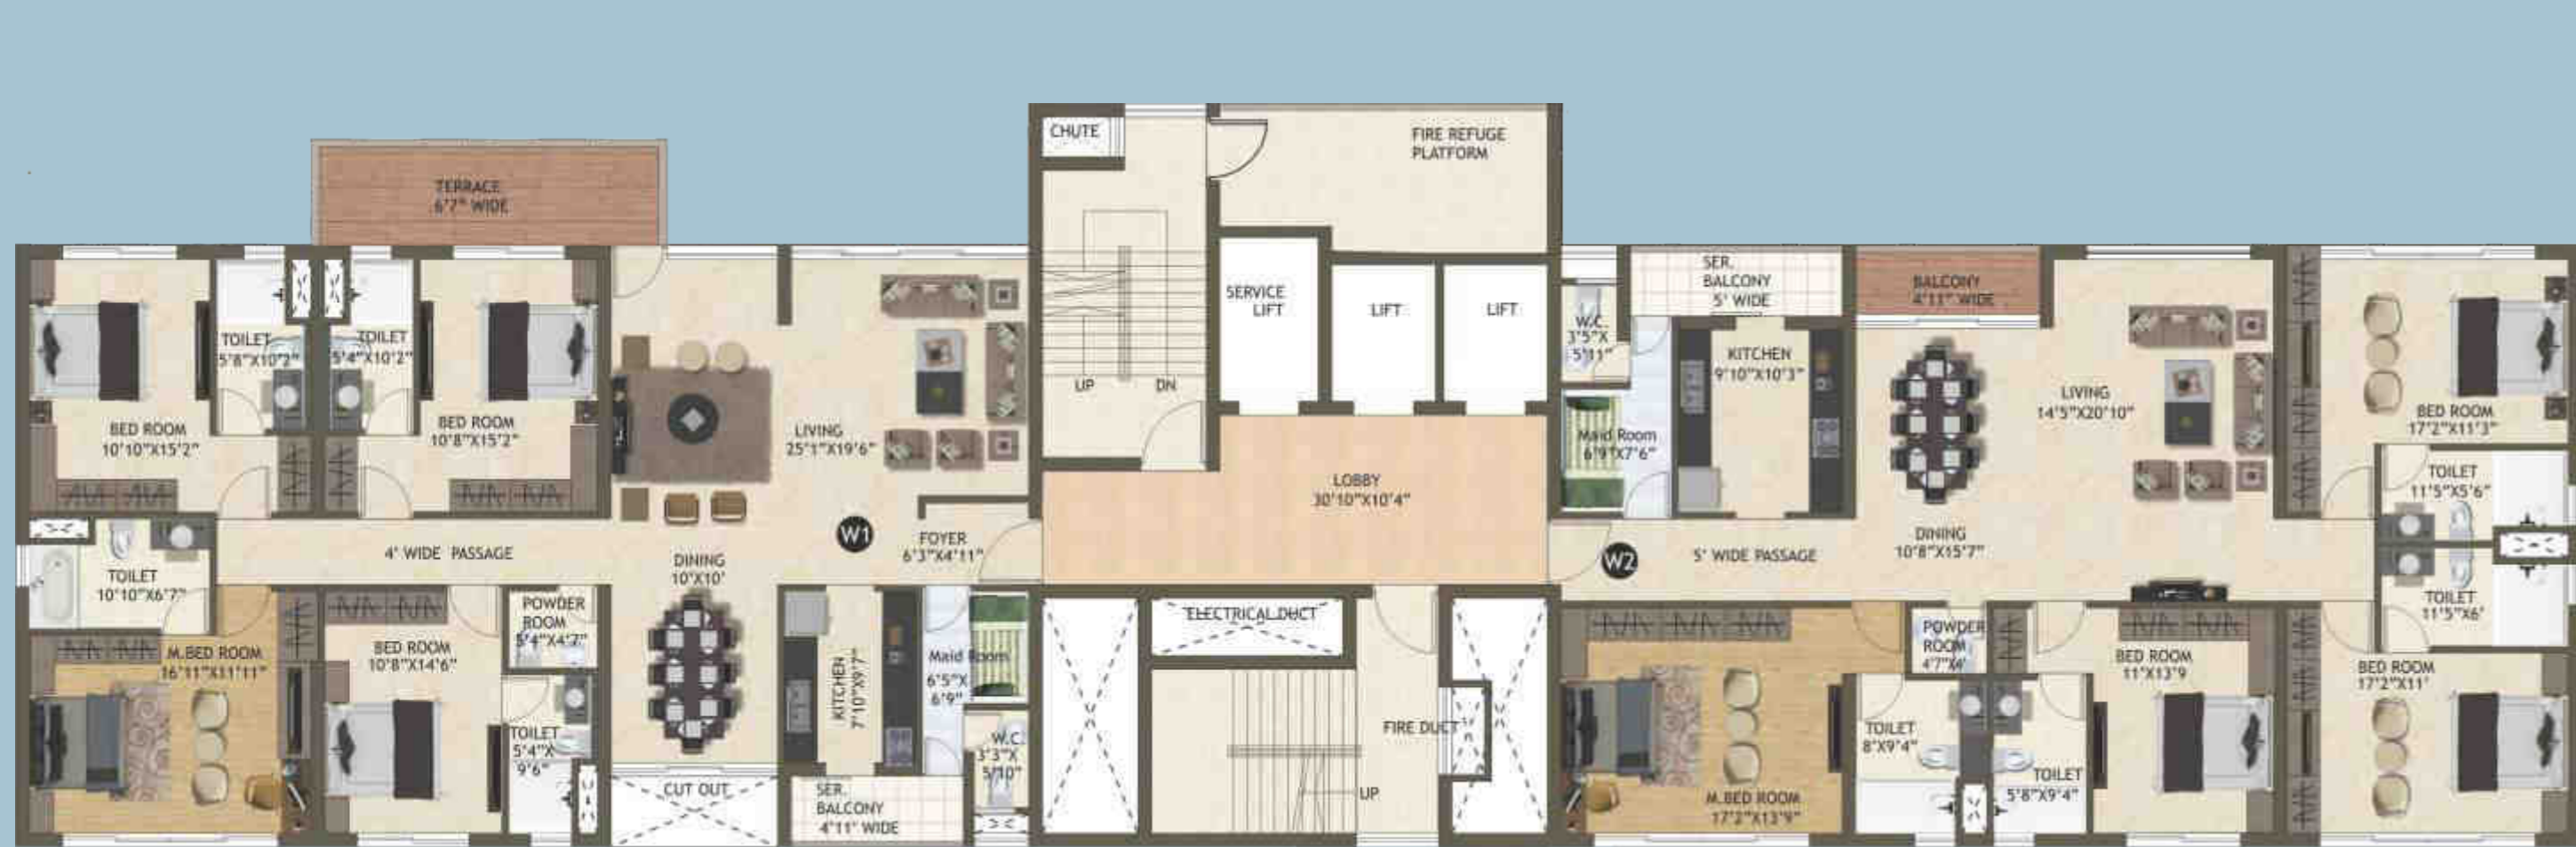 CHUTE
FIRE REFUGE
PLATFORM
TERRACE
6'7" WIDE
SERVICE
LIFT
LIFT
LIFT
UP
DN
LOBBY
30'10"X10'4"
TOILET
5'8"X10'2"
TOILET
5'4"X10'2"
BED ROOM
10'10"X15'2"
BED ROOM
10'8"X15'2"
LIVING
25'1"X19'6"
W1
FOYER
6'3"X4'11"
4' WIDE PASSAGE
DINING
10'X10'
TOILET
10'10"X6'7"
M.BED ROOM
16'11"X11'11"
BED ROOM
10'8"X14'6"
POWDER
ROOM
5'4"X4'7"
TOILET
5'4"X
9'6"
CUT OUT
KITCHEN
7'10"X9'7"
Maid Room
6'5"X
6'9"
W.C.
3'3"X
5'10"
SER.
BALCONY
4'11' WIDE
ELECTRICAL DUCT
FIRE DUCT
UP
W.C.
3'5"X
5'11"
SER.
BALCONY
5' WIDE
BALCONY
4'11" WIDE
KITCHEN
9'10"X10'3"
Maid Room
6'9"X7'6"
LIVING
14'5"X20'10"
BED ROOM
17'2"X11'3"
W2
5' WIDE PASSAGE
DINING
10'8"X15'7"
TOILET
11'5"X5'6"
TOILET
11'5"X6'
POWDER
ROOM
4'7"X4'
M.BED ROOM
17'2"X13'9"
TOILET
8'X9'4"
TOILET
5'8"X9'4"
BED ROOM
11"X13'9
BED ROOM
17'2"X11'